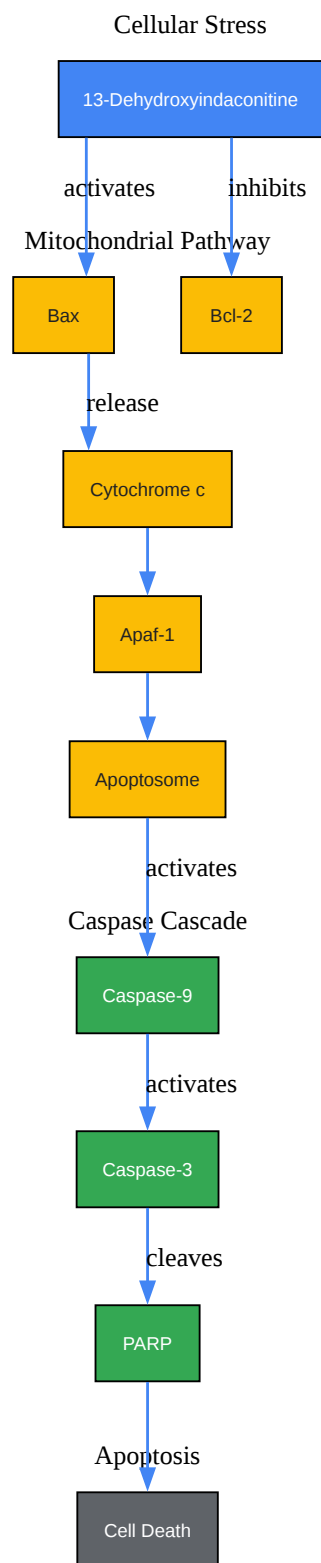 Cellular Stress
13-Dehydroxyindaconitine
activates
inhibits
Mitochondrial Pathway
Bax
Bcl-2
release
Cytochrome c
Apaf-1
Apoptosome
activates
Caspase Cascade
Caspase-9
activates
Caspase-3
cleaves
PARP
Apoptosis
Cell Death